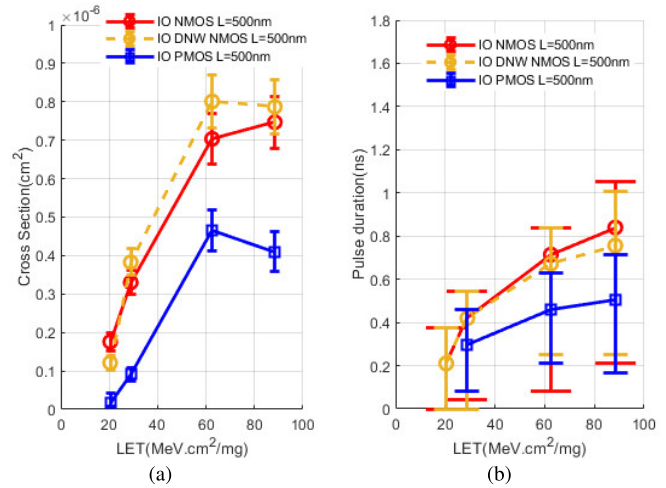 ×10⁻⁶
IO NMOS L=500nm
IO DNW NMOS L=500nm
IO PMOS L=500nm
1
0.9
0.8
0.7
0.6
0.5
0.4
0.3
0.2
0.1
0
Cross Section(cm²)
0 20 40 60 80 100
LET(MeV.cm²/mg)
(a)
IO NMOS L=500nm
IO DNW NMOS L=500nm
IO PMOS L=500nm
1.8
1.6
1.4
1.2
1
0.8
0.6
0.4
0.2
0
Pulse duration(ns)
0 20 40 60 80 100
LET(MeV.cm²/mg)
(b)